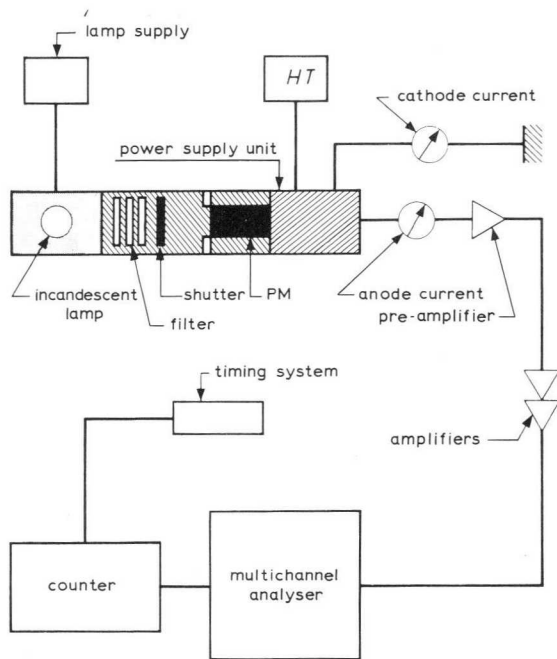 lamp supply
HT
cathode current
power supply unit
incandescent
lamp
shutter
PM
filter
anode current
pre-amplifier
timing system
amplifiers
counter
multichannel
analyser